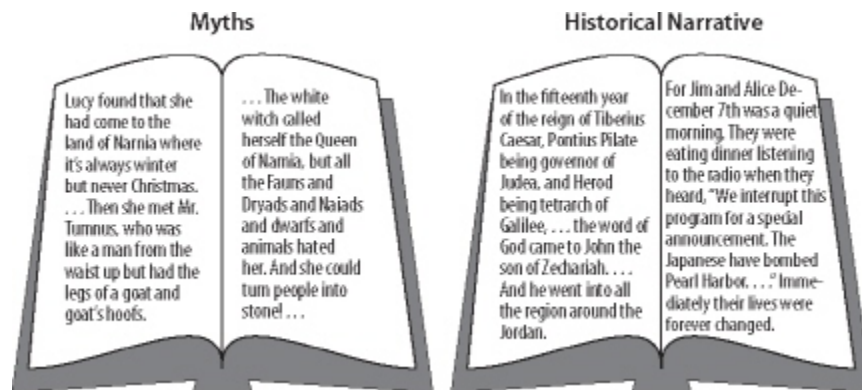 Myths
Lucy found that she
had come to the
land of Narnia where
it's always winter
but never Christmas.
. . . Then she met Mr.
Tumnus, who was
like a man from the
waist up but had the
legs of a goat and
goat's hoofs.
. . . The white
witch called
herself the Queen
of Narnia, but all
the Fauns and
Dryads and Naiads
and dwarfs and
animals hated
her. And she could
turn people into
stone! . . .
Historical Narrative
In the fifteenth year
of the reign of Tiberius
Caesar, Pontius Pilate
being governor of
Judea, and Herod
being tetrarch of
Galilee, . . . the word of
God came to John the
son of Zechariah. . . .
And he went into all
the region around the
Jordan.
For Jim and Alice De-
cember 7th was a quiet
morning. They were
eating dinner listening
to the radio when they
heard, "We interrupt this
program for a special
announcement. The
Japanese have bombed
Pearl Harbor. . . ." Imme-
diately their lives were
forever changed.